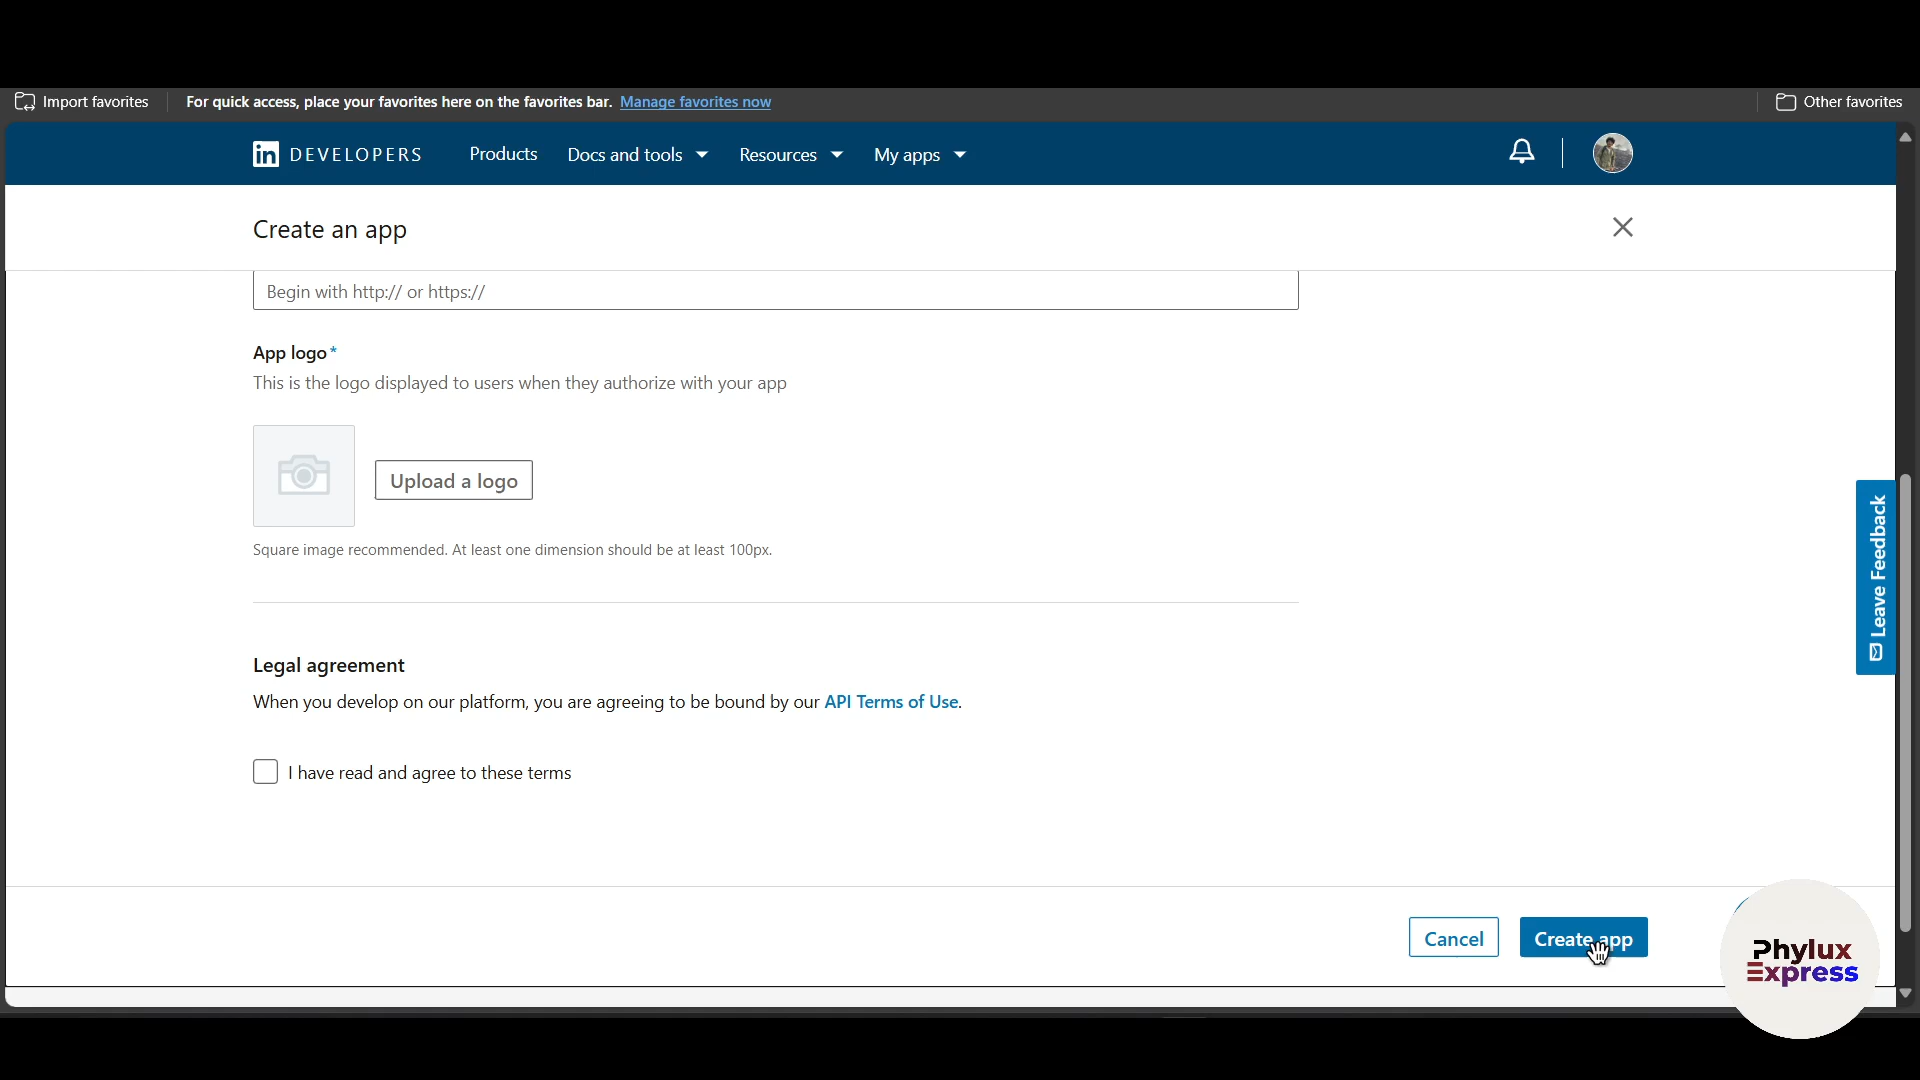 Import favorites
For quick access, place your favorites here on the favorites bar. Manage favorites now
Other favorites
in DEVELOPERS
Products
Docs and tools
Resources
My apps
Create an app
Begin with http:// or https://
App logo*
This is the logo displayed to users when they authorize with your app
Upload a logo
Square image recommended. At least one dimension should be at least 100px.
Leave Feedback
Legal agreement
When you develop on our platform, you are agreeing to be bound by our API Terms of Use.
I have read and agree to these terms
Cancel
Create app
Phylux
Express